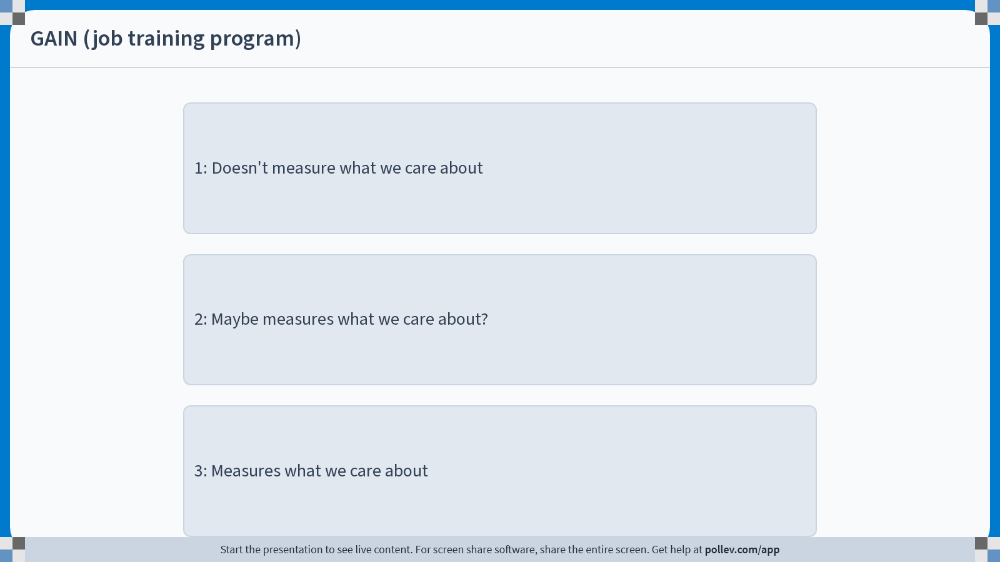 GAIN (job training program)
1: Doesn't measure what we care about
2: Maybe measures what we care about?
3: Measures what we care about
Start the presentation to see live content. For screen share software, share the entire screen. Get help at pollev.com/app